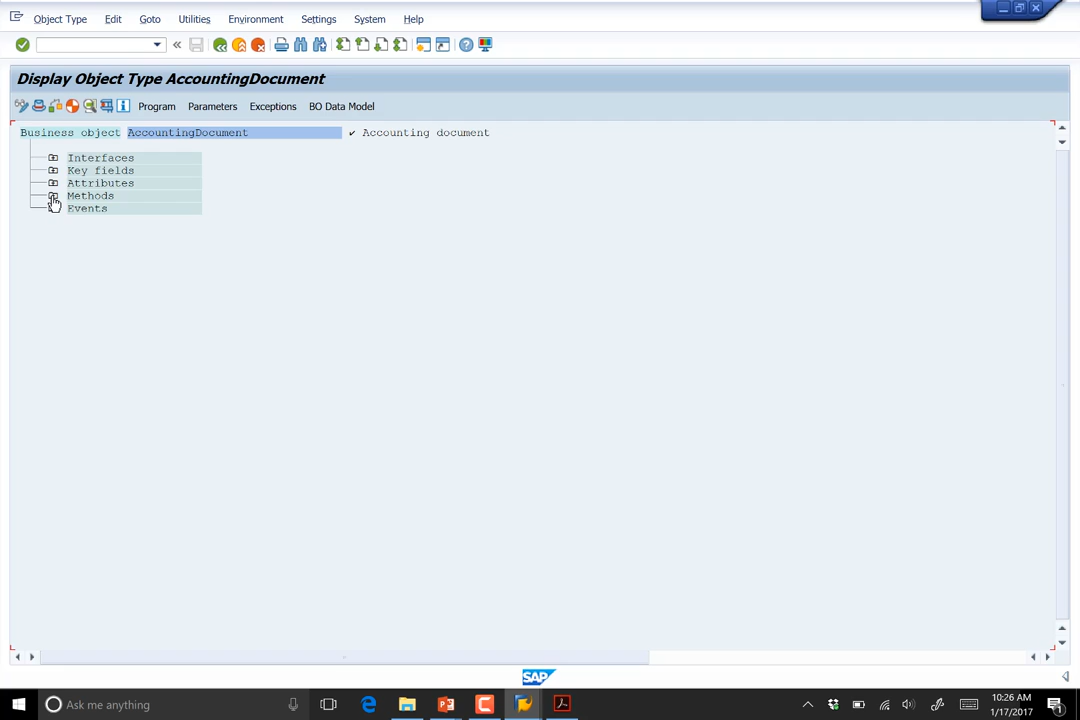 Object Type Edit Goto Utilities Environment Settings System Help
Display Object Type AccountingDocument
Program Parameters Exceptions BO Data Model
Business object AccountingDocument ✔ Accounting document
Interfaces
Key fields
Attributes
Methods
Events
SAP
Ask me anything
10:26 AM
1/17/2017
1